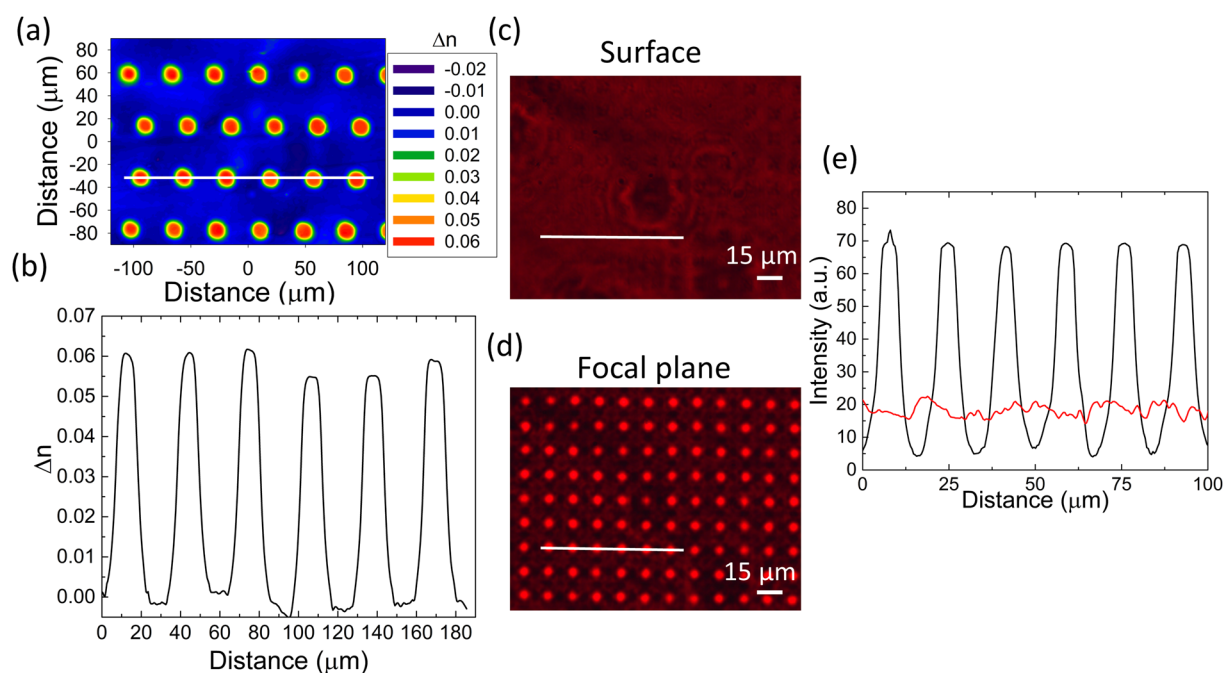 (a)
Distance (μm)
80
60
40
20
0
-20
-40
-60
-80
-100 -50 0 50 100
Distance (μm)
Δn
-0.02
-0.01
0.00
0.01
0.02
0.03
0.04
0.05
0.06
(b)
Δn
0.07
0.06
0.05
0.04
0.03
0.02
0.01
0.00
0 20 40 60 80 100 120 140 160 180
Distance (μm)
(c)
Surface
15 μm
(d)
Focal plane
15 μm
(e)
Intensity (a.u.)
80
70
60
50
40
30
20
10
0
0 25 50 75 100
Distance (μm)